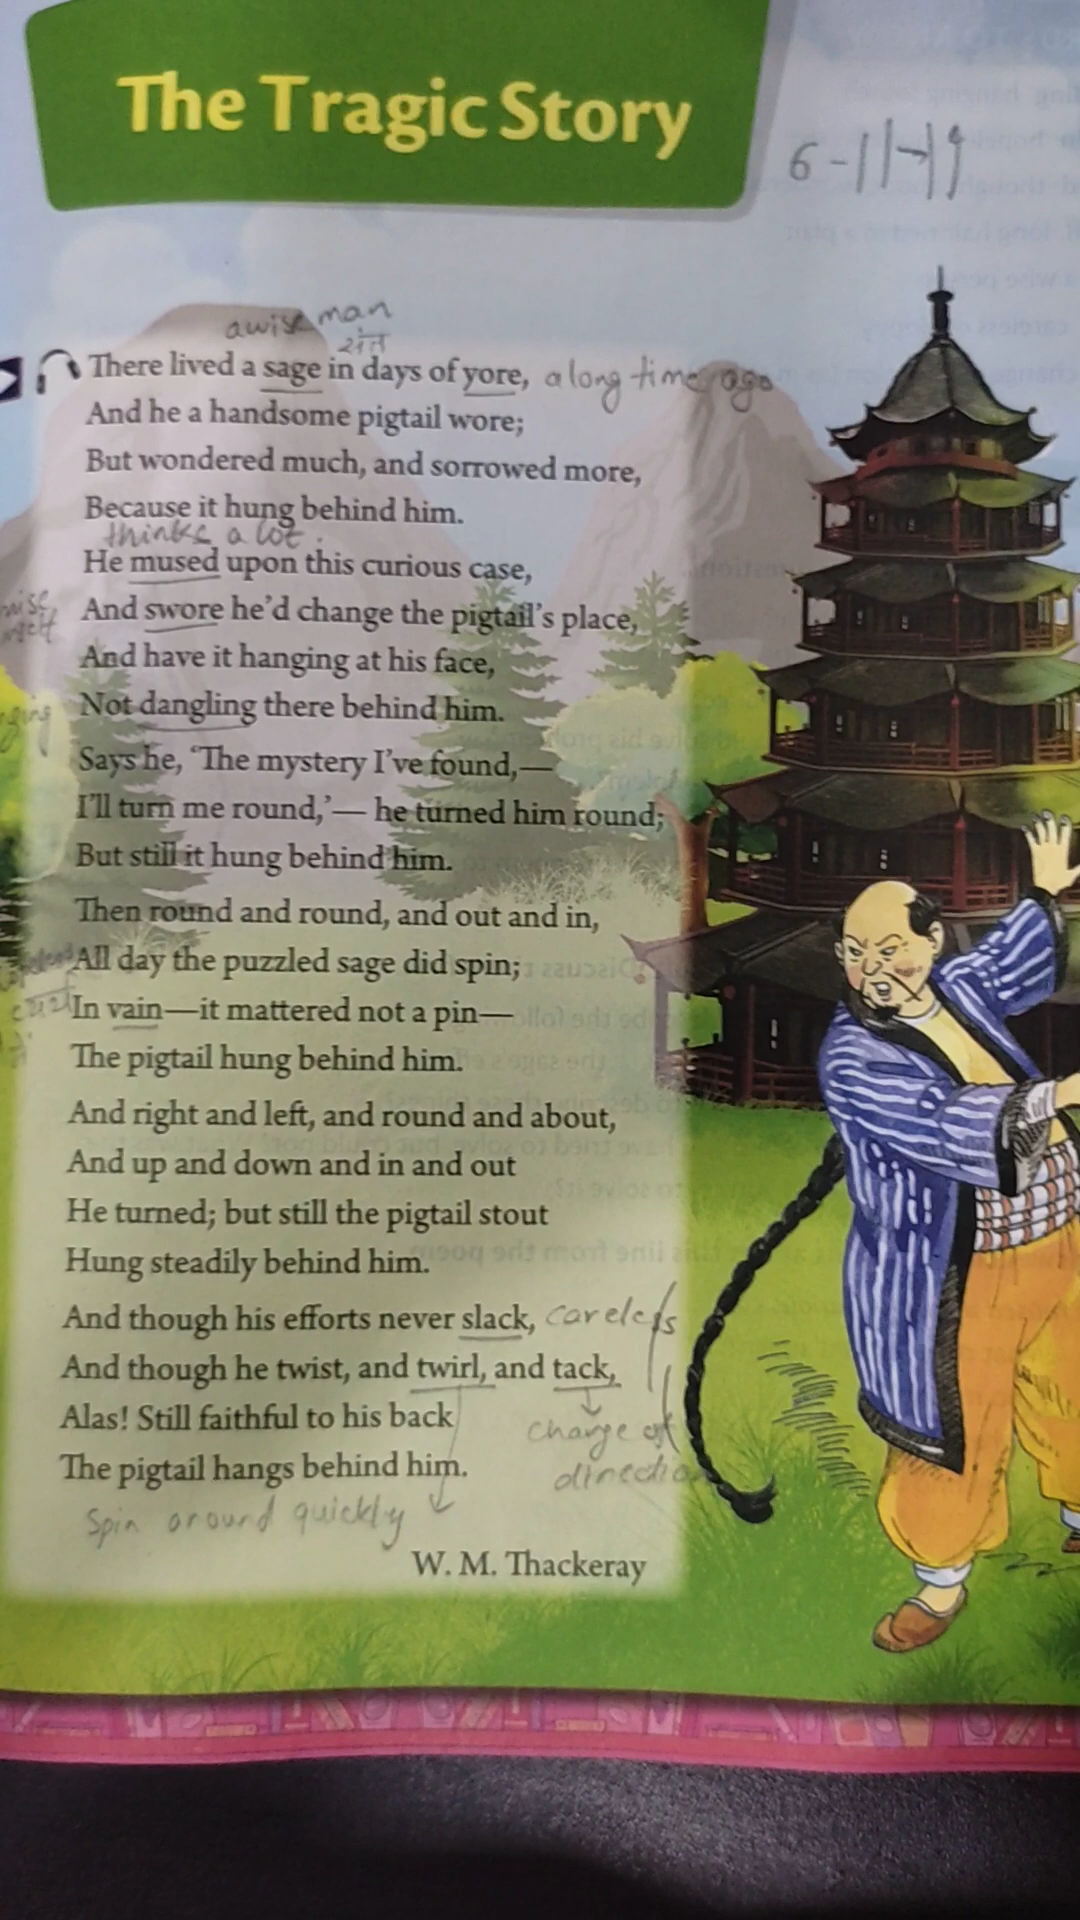 The Tragic Story
6-11-19
a wise man
There lived a sage in days of yore, a long time ago
And he a handsome pigtail wore;
But wondered much, and sorrowed more,
Because it hung behind him.
thinks a lot.
He mused upon this curious case,
And swore he'd change the pigtail's place,
And have it hanging at his face,
Not dangling there behind him.
Says he, 'The mystery I've found,—
I'll turn me round,'— he turned him round;
But still it hung behind him.
Then round and round, and out and in,
All day the puzzled sage did spin;
In vain—it mattered not a pin—
The pigtail hung behind him.
And right and left, and round and about,
And up and down and in and out
He turned; but still the pigtail stout
Hung steadily behind him.
And though his efforts never slack, careless
And though he twist, and twirl, and tack,
Alas! Still faithful to his back
change of
The pigtail hangs behind him.
direction
Spin around quickly
W. M. Thackeray